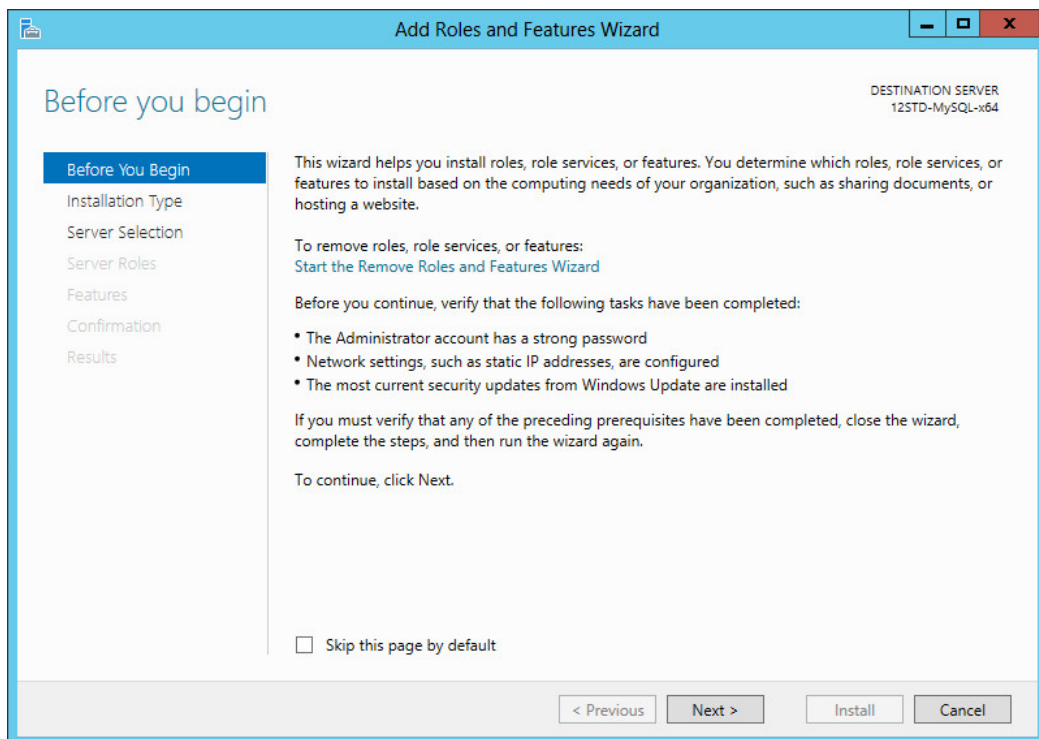 Add Roles and Features Wizard
x
Before you begin
DESTINATION SERVER
12STD-MySQL-x64
Before You Begin
Installation Type
Server Selection
Server Roles
Features
Confirmation
Results
This wizard helps you install roles, role services, or features. You determine which roles, role services, or
features to install based on the computing needs of your organization, such as sharing documents, or
hosting a website.
To remove roles, role services, or features:
Start the Remove Roles and Features Wizard
Before you continue, verify that the following tasks have been completed:
• The Administrator account has a strong password
• Network settings, such as static IP addresses, are configured
• The most current security updates from Windows Update are installed
If you must verify that any of the preceding prerequisites have been completed, close the wizard,
complete the steps, and then run the wizard again.
To continue, click Next.
Skip this page by default
< Previous
Next >
Install
Cancel